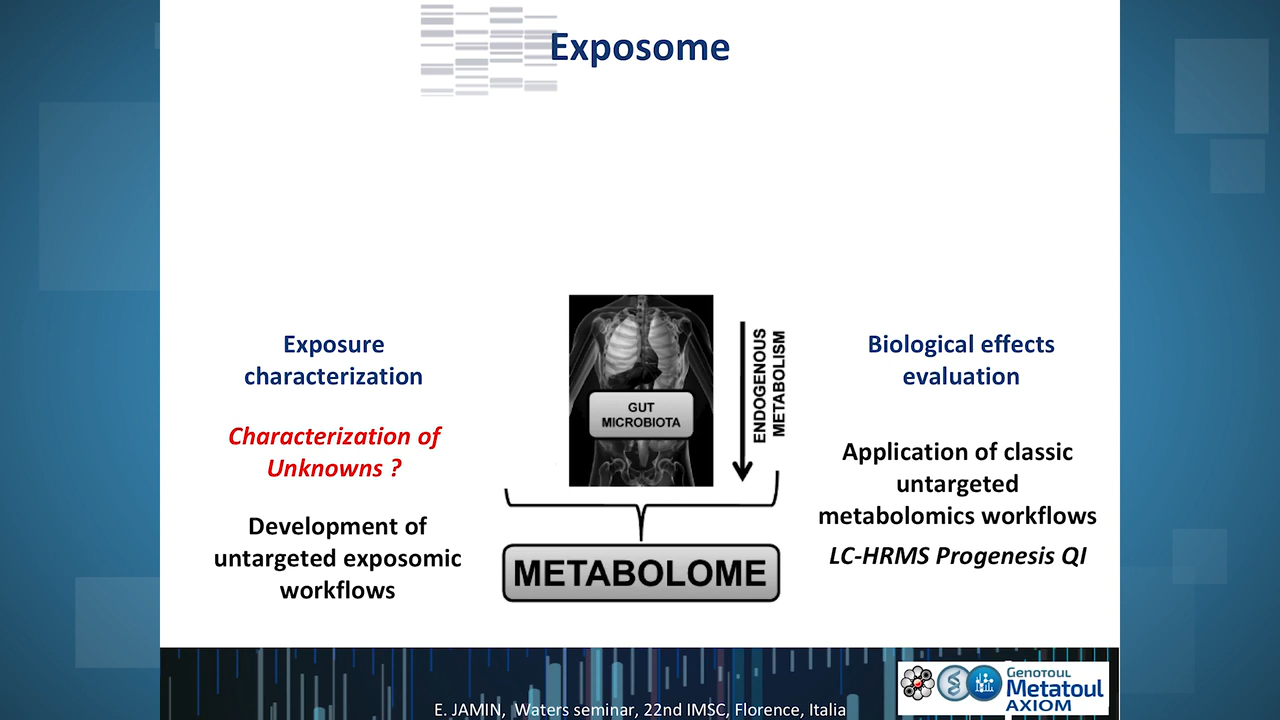 Exposome
Exposure
characterization
Characterization of
Unknowns ?
Development of
untargeted exposomic
workflows
GUT
MICROBIOTA
ENDOGENOUS
METABOLISM
METABOLOME
Biological effects
evaluation
Application of classic
untargeted
metabolomics workflows
LC-HRMS Progenesis QI
E. JAMIN, Waters seminar, 22nd IMSC, Florence, Italia
GENOTOUL
Metatoul
AXIOM